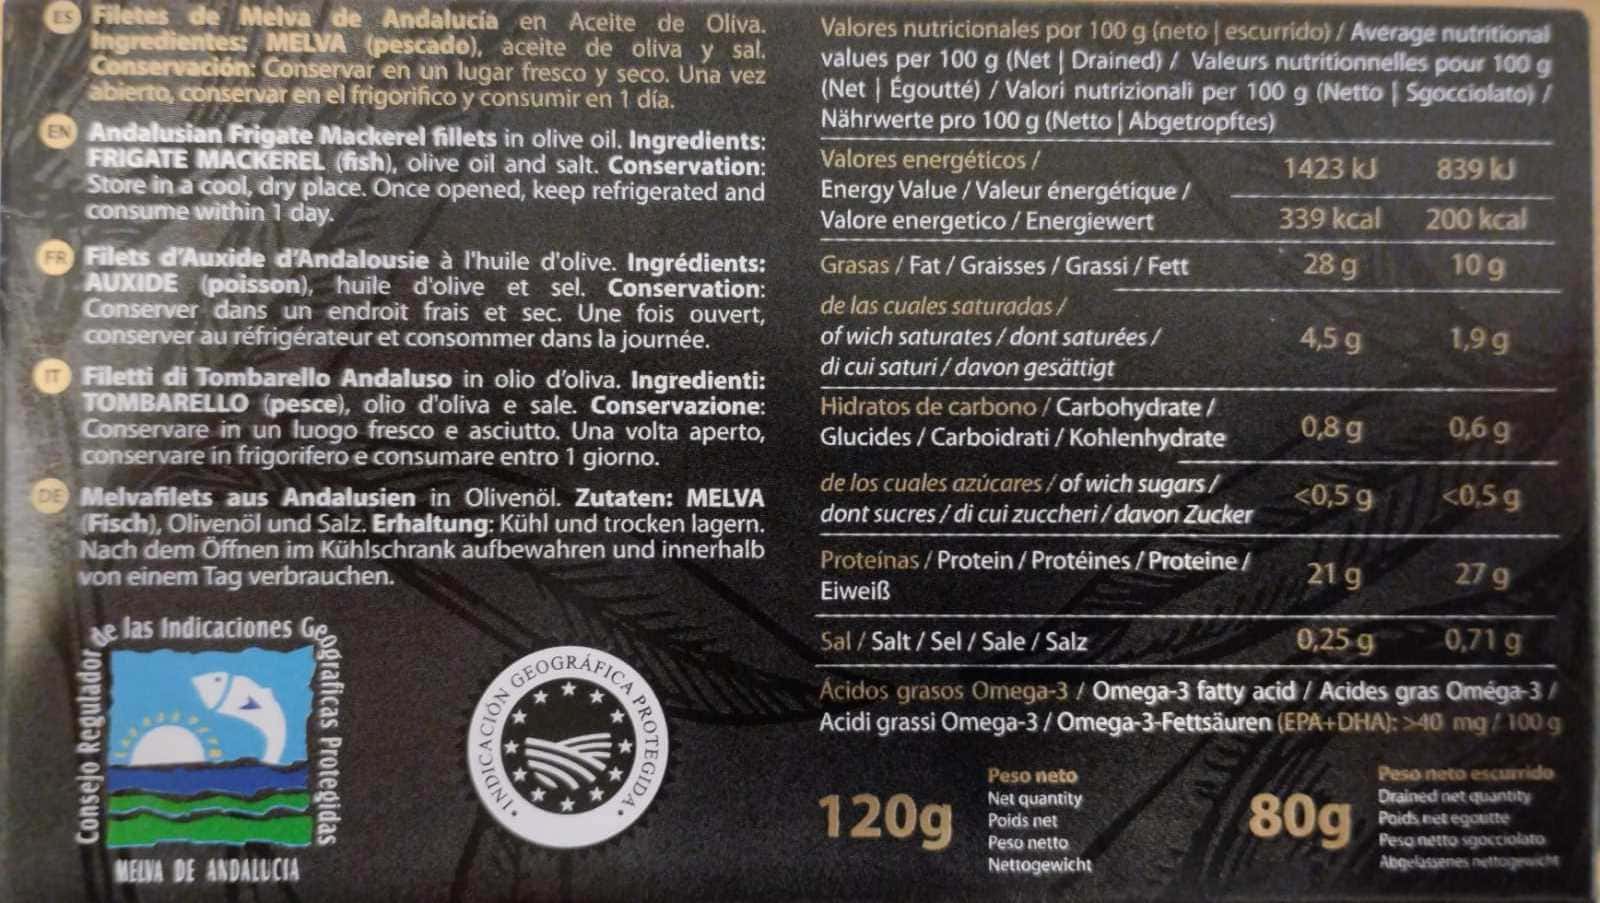 ES Filetes de Melva de Andalucía en Aceite de Oliva.
Ingredientes: MELVA (pescado), aceite de oliva y sal.
Conservación: Conservar en un lugar fresco y seco. Una vez
abierto, conservar en el frigorifico y consumir en 1 día.
EN Andalusian Frigate Mackerel fillets in olive oil. Ingredients:
FRIGATE MACKEREL (fish), olive oil and salt. Conservation:
Store in a cool, dry place. Once opened, keep refrigerated and
consume within 1 day.
FR Filets d'Auxide d'Andalousie à l'huile d'olive. Ingrédients:
AUXIDE (poisson), huile d'olive et sel. Conservation:
Conserver dans un endroit frais et sec. Une fois ouvert,
conserver au réfrigérateur et consommer dans la journée.
IT Filetti di Tombarello Andaluso in olio d'oliva. Ingredienti:
TOMBARELLO (pesce), olio d'oliva e sale. Conservazione:
Conservare in un luogo fresco e asciutto. Una volta aperto,
conservare in frigorifero e consumare entro 1 giorno.
DE Melvafilets aus Andalusien in Olivenöl. Zutaten: MELVA
(Fisch), Olivenöl und Salz. Erhaltung: Kühl und trocken lagern.
Nach dem Öffnen im Kühlschrank aufbewahren und innerhalb
von einem Tag verbrauchen.
Consejo Regulador de las Indicaciones Geográficas Protegidas
MELVA DE ANDALUCIA
INDICACIÓN GEOGRÁFICA PROTEGIDA
Valores nutricionales por 100 g (neto | escurrido) / Average nutritional
values per 100 g (Net | Drained) / Valeurs nutritionnelles pour 100 g
(Net | Égoutté) / Valori nutrizionali per 100 g (Netto | Sgocciolato) /
Nährwerte pro 100 g (Netto | Abgetropftes)
Valores energéticos / 1423 kJ 839 kJ
Energy Value / Valeur énergétique /
Valore energetico / Energiewert 339 kcal 200 kcal
Grasas / Fat / Graisses / Grassi / Fett 28 g 10 g
de las cuales saturadas /
of wich saturates / dont saturées / 4,5 g 1,9 g
di cui saturi / davon gesättigt
Hidratos de carbono / Carbohydrate / 0,8 g 0,6 g
Glucides / Carboidrati / Kohlenhydrate
de los cuales azúcares / of wich sugars / <0,5 g <0,5 g
dont sucres / di cui zuccheri / davon Zucker
Proteínas / Protein / Protéines / Proteine / 21 g 27 g
Eiweiß
Sal / Salt / Sel / Sale / Salz 0,25 g 0,71 g
Ácidos grasos Omega-3 / Omega-3 fatty acid / Acides gras Oméga-3 /
Acidi grassi Omega-3 / Omega-3-Fettsäuren (EPA+DHA): >40 mg / 100 g
120g
Peso neto
Net quantity
Poids net
Peso netto
Nettogewicht
80g
Peso neto escurrido
Drained net quantity
Poids net egoutte
Peso netto sgocciolato
Abgelassenes nettogewicht